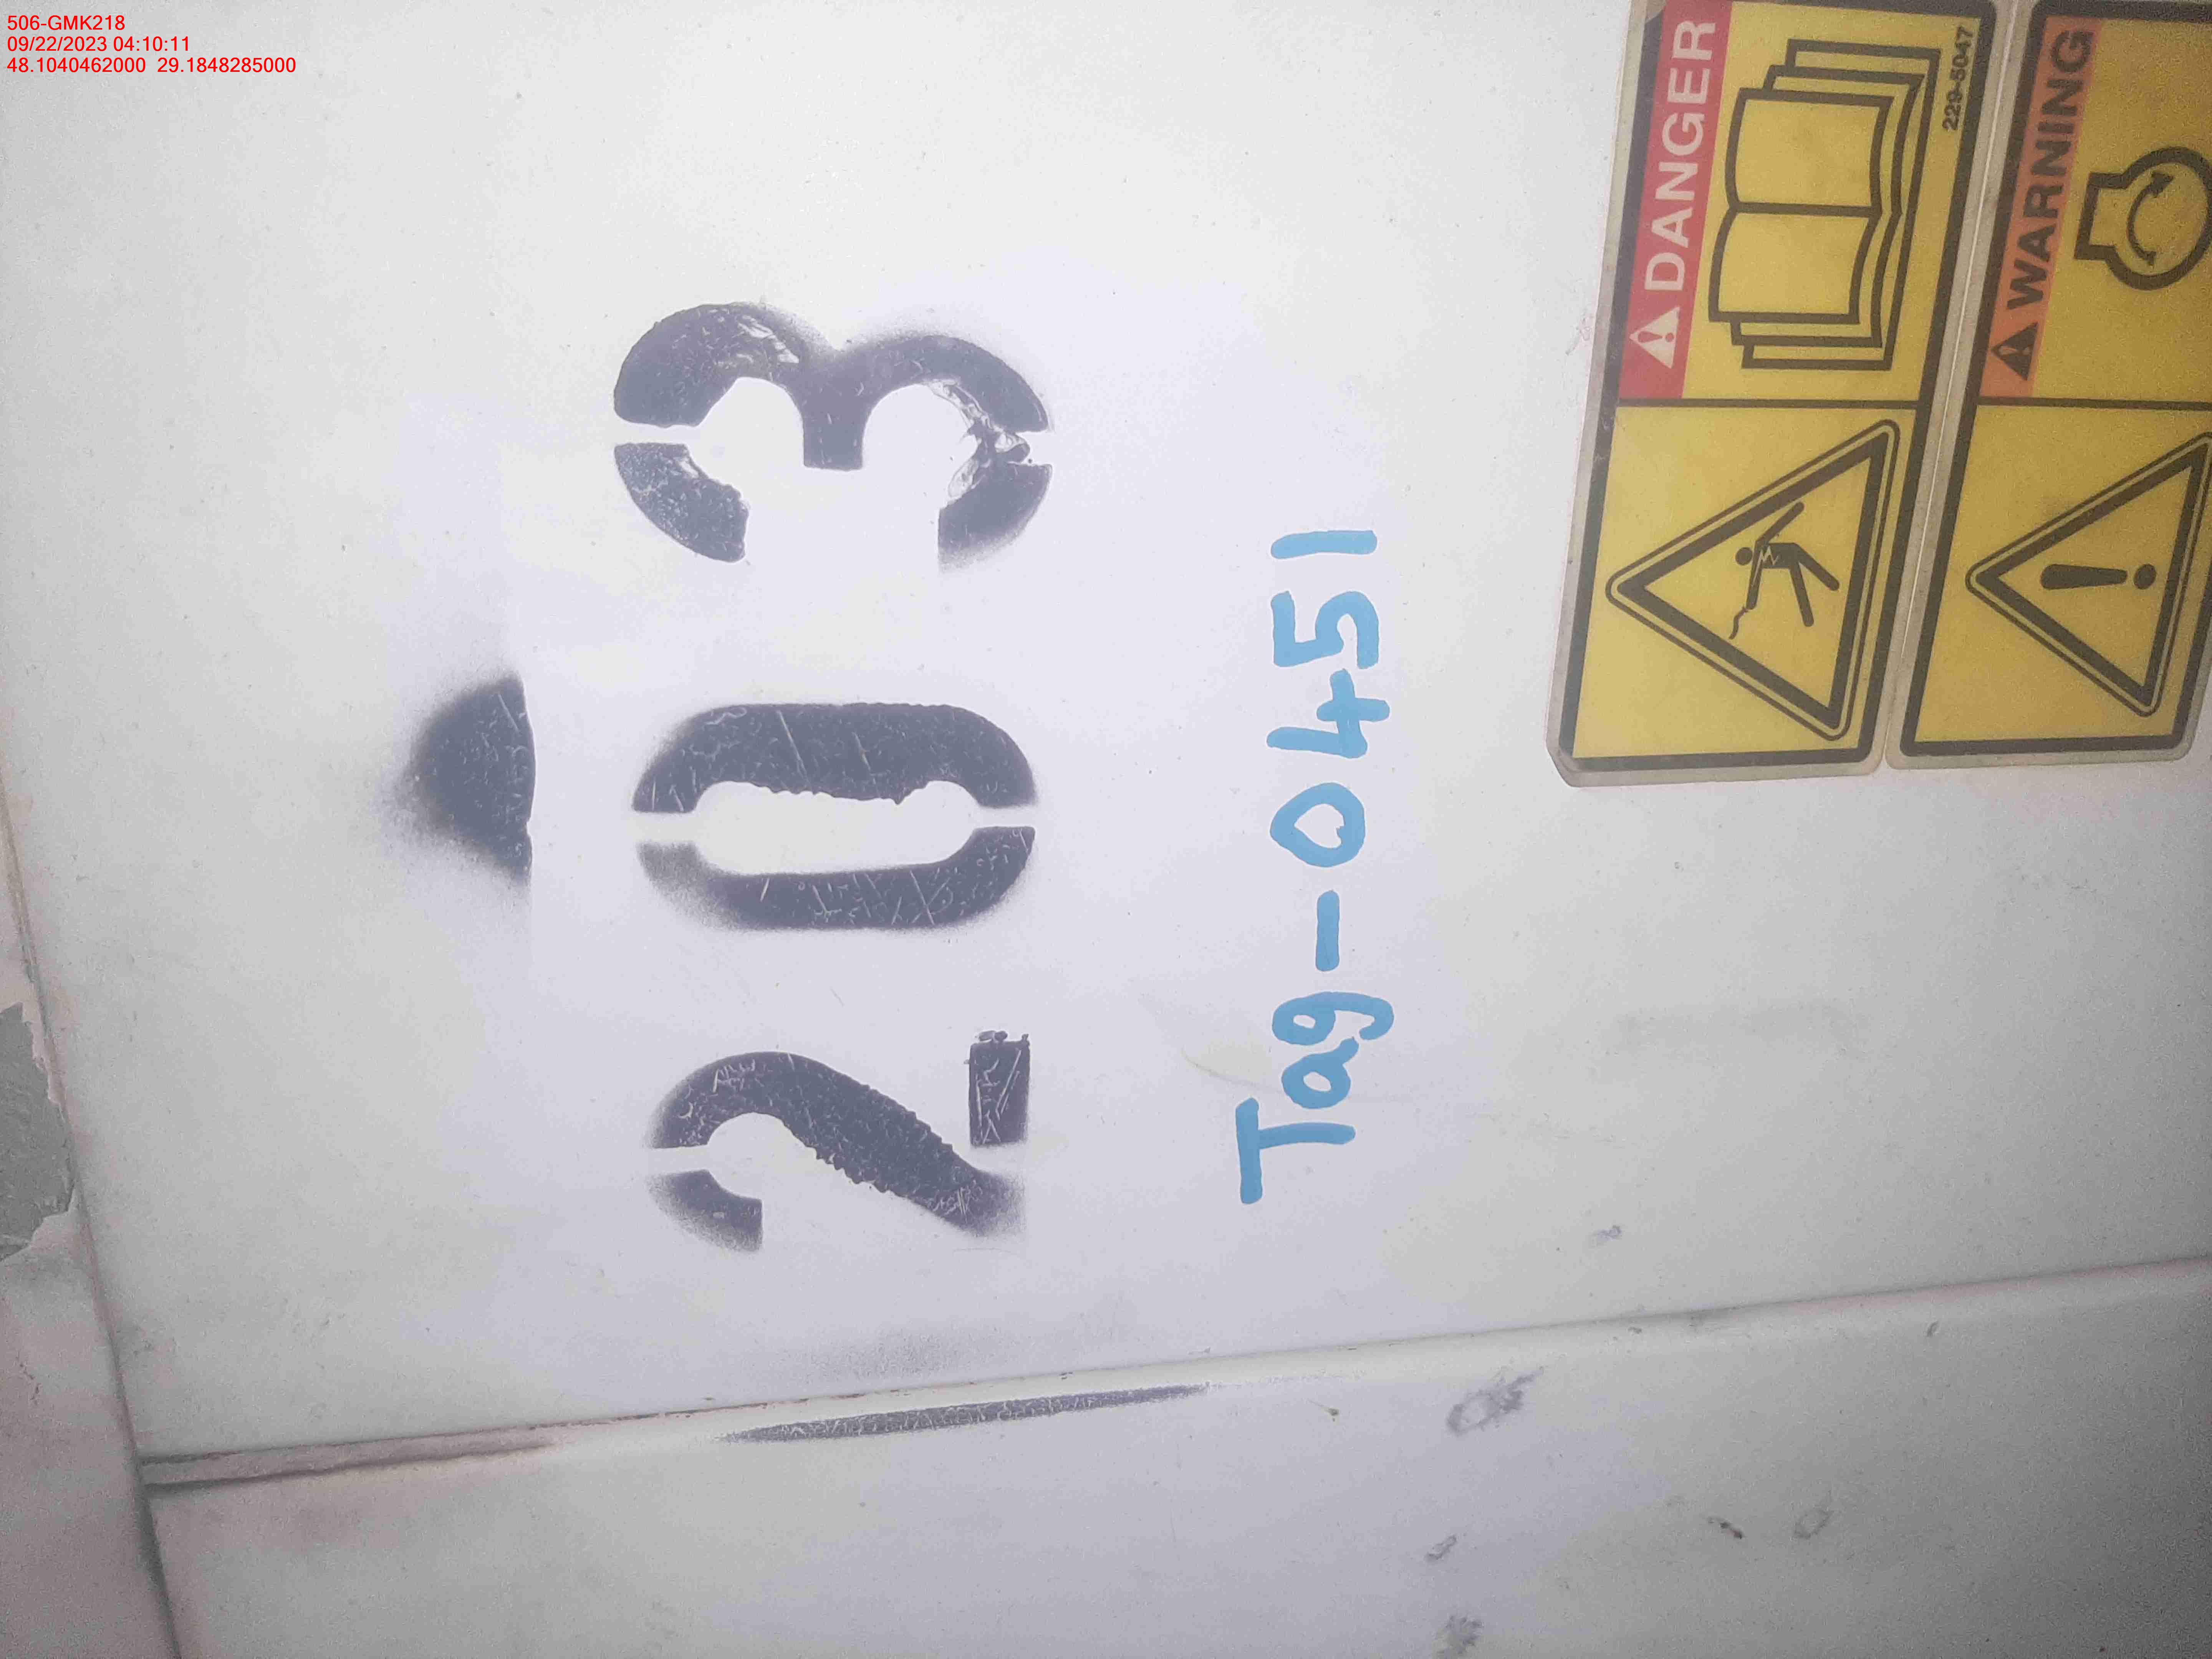 506-GMK218
09/22/2023 04:10:11
48.1040462000 29.1848285000
203
Tag-0451
DANGER
229-5047
WARNING